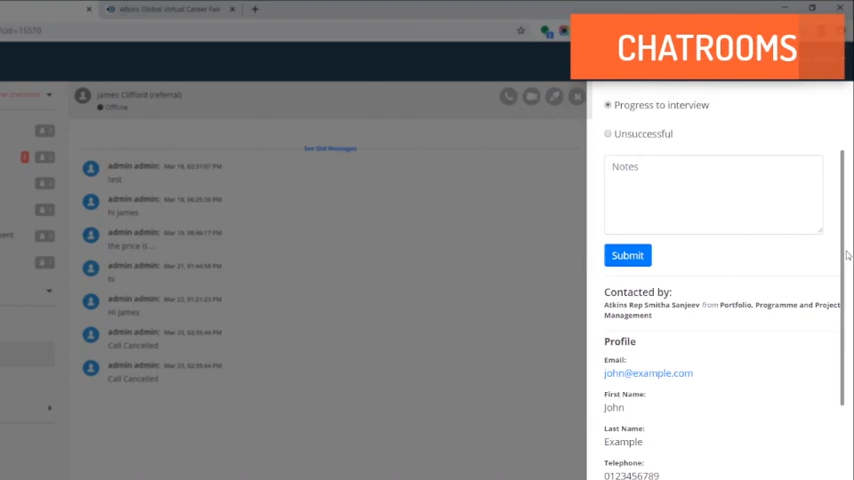 Atkins Global Virtual Career Fair
cid=15570
CHATROOMS
James Clifford (referral)
Offline
See Old Messages
admin admin: Mar 18, 02:31:07 PM
test
admin admin: Mar 18, 06:25:50 PM
hi James
admin admin: Mar 19, 08:46:17 PM
the price is ...
admin admin: Mar 21, 01:44:58 PM
hi
admin admin: Mar 22, 01:21:23 PM
Hi James
admin admin: Mar 23, 02:35:44 PM
Call Cancelled
admin admin: Mar 23, 02:35:44 PM
Call Cancelled
Progress to interview
Unsuccessful
Notes
Submit
Contacted by:
Atkins Rep Smitha Sanjeev from Portfolio, Programme and Project
Management
Profile
Email:
john@example.com
First Name:
John
Last Name:
Example
Telephone:
0123456789